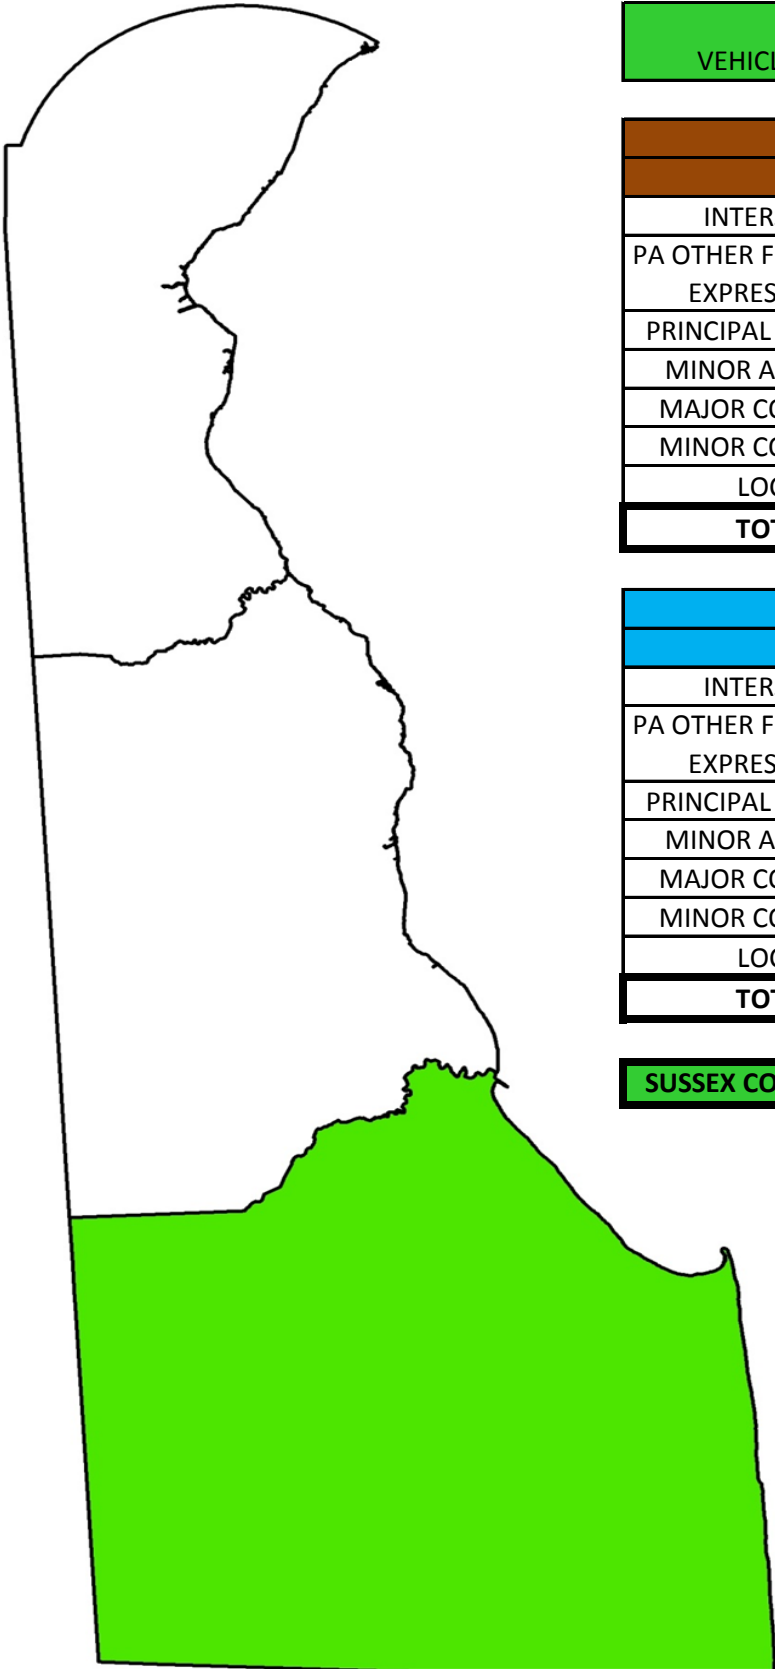 VEHICL
INTER
PA OTHER F
EXPRES
PRINCIPAL
MINOR A
MAJOR CO
MINOR CO
LOC
TOT
INTER
PA OTHER F
EXPRES
PRINCIPAL
MINOR A
MAJOR CO
MINOR CO
LOC
TOT
SUSSEX CO